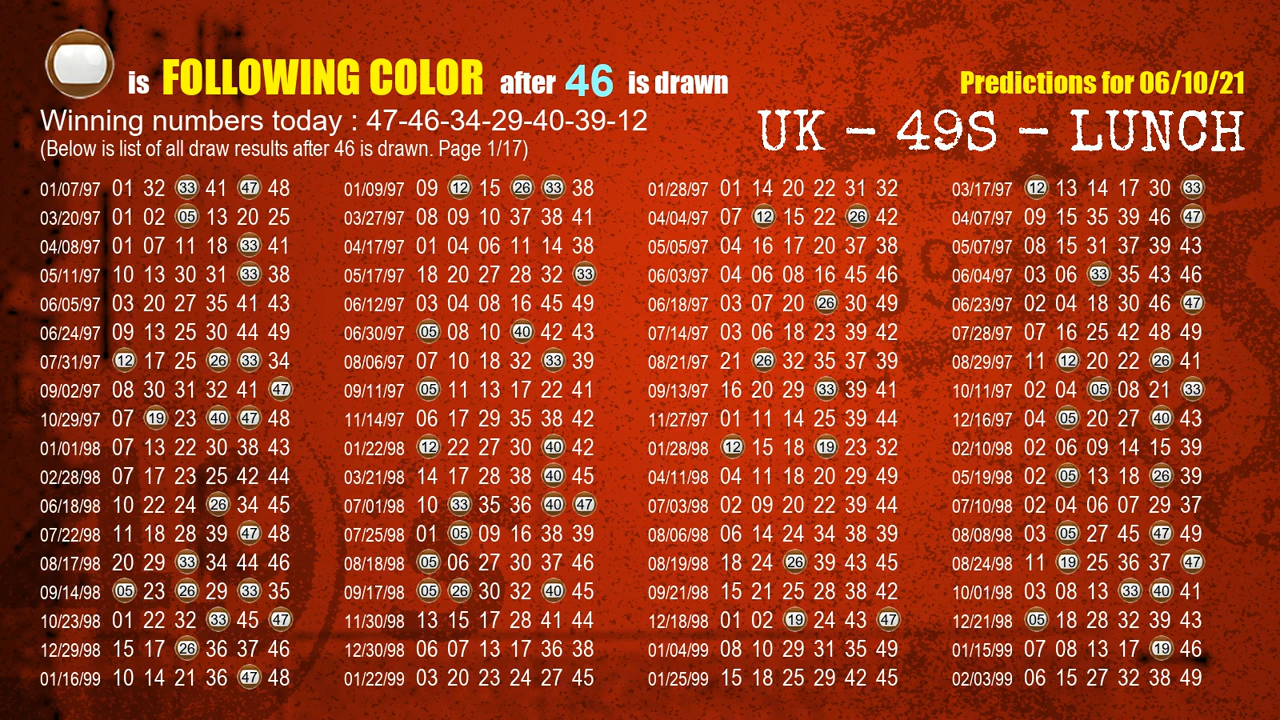 is FOLLOWING COLOR after 46 is drawn
Predictions for 06/10/21
Winning numbers today : 47-46-34-29-40-39-12
UK - 49S - LUNCH
(Below is list of all draw results after 46 is drawn. Page 1/17)
01/07/97 01 32 33 41 47 48 01/09/97 09 12 15 26 33 38 01/28/97 01 14 20 22 31 32 03/17/97 12 13 14 17 30 33
03/20/97 01 02 05 13 20 25 03/27/97 08 09 10 37 38 41 04/04/97 07 12 15 22 26 42 04/07/97 09 15 35 39 46 47
04/08/97 01 07 11 18 33 41 04/17/97 01 04 06 11 14 38 05/05/97 04 16 17 20 37 38 05/07/97 08 15 31 37 39 43
05/11/97 10 13 30 31 33 38 05/17/97 18 20 27 28 32 33 06/03/97 04 06 08 16 45 46 06/04/97 03 06 33 35 43 46
06/05/97 03 20 27 35 41 43 06/12/97 03 04 08 16 45 49 06/18/97 03 07 20 26 30 49 06/23/97 02 04 18 30 46 47
06/24/97 09 13 25 30 44 49 06/30/97 05 08 10 40 42 43 07/14/97 03 06 18 23 39 42 07/28/97 07 16 25 42 48 49
07/31/97 12 17 25 26 33 34 08/06/97 07 10 18 32 33 39 08/21/97 21 26 32 35 37 39 08/29/97 11 12 20 22 26 41
09/02/97 08 30 31 32 41 47 09/11/97 05 11 13 17 22 41 09/13/97 16 20 29 33 39 41 10/11/97 02 04 05 08 21 33
10/29/97 07 19 23 40 47 48 11/14/97 06 17 29 35 38 42 11/27/97 01 11 14 25 39 44 12/16/97 04 05 20 27 40 43
01/01/98 07 13 22 30 38 43 01/22/98 12 22 27 30 40 42 01/28/98 12 15 18 19 23 32 02/10/98 02 06 09 14 15 39
02/28/98 07 17 23 25 42 44 03/21/98 14 17 28 38 40 45 04/11/98 04 11 18 20 29 49 05/19/98 02 05 13 18 26 39
06/18/98 10 22 24 26 34 45 07/01/98 10 33 35 36 40 47 07/03/98 02 09 20 22 39 44 07/10/98 02 04 06 07 29 37
07/22/98 11 18 28 39 47 48 07/25/98 01 05 09 16 38 39 08/06/98 06 14 24 34 38 39 08/08/98 03 05 27 45 47 49
08/17/98 20 29 33 34 44 46 08/18/98 05 06 27 30 37 46 08/19/98 18 24 26 39 43 45 08/24/98 11 19 25 36 37 47
09/14/98 05 23 26 29 33 35 09/17/98 05 26 30 32 40 45 09/21/98 15 21 25 28 38 42 10/01/98 03 08 13 33 40 41
10/23/98 01 22 32 33 45 47 11/30/98 13 15 17 28 41 44 12/18/98 01 02 19 24 43 47 12/21/98 05 18 28 32 39 43
12/29/98 15 17 26 36 37 46 12/30/98 06 07 13 17 36 38 01/04/99 08 10 29 31 35 49 01/15/99 07 08 13 17 19 46
01/16/99 10 14 21 36 47 48 01/22/99 03 20 23 24 27 45 01/25/99 15 18 25 29 42 45 02/03/99 06 15 27 32 38 49